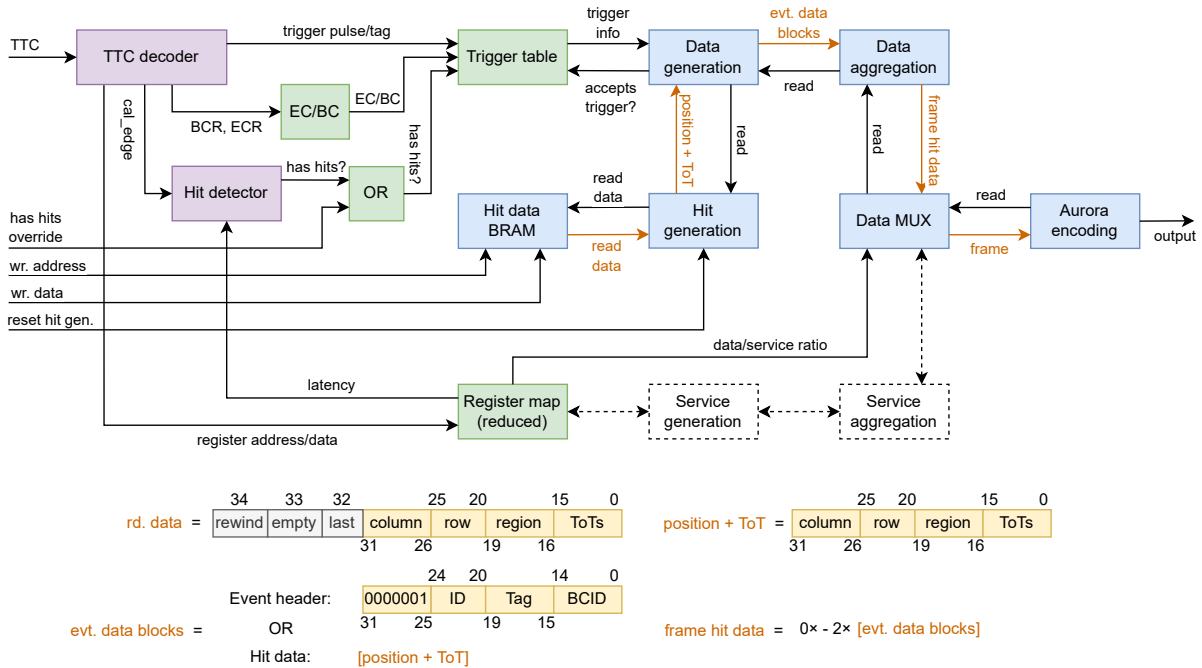 TTC
TTC decoder
trigger pulse/tag
Trigger table
trigger
info
Data
generation
evt. data
blocks
Data
aggregation
accepts
trigger?
read
cal_edge
BCR, ECR
EC/BC
EC/BC
has hits?
position + ToT
read
read
frame hit data
Hit detector
has hits?
OR
read
data
Hit data
BRAM
read
data
Hit
generation
Data MUX
read
frame
Aurora
encoding
output
has hits
override
wr. address
wr. data
reset hit gen.
data/service ratio
latency
Register map
(reduced)
Service
generation
Service
aggregation
register address/data
34 33 32 25 20 15 0
rd. data = rewind empty last column row region ToTs
31 26 19 16
25 20 15 0
position + ToT = column row region ToTs
31 26 19 16
24 20 14 0
Event header: 0000001 ID Tag BCID
31 25 19 15
evt. data blocks = OR
Hit data: [position + ToT]
frame hit data = 0× - 2× [evt. data blocks]